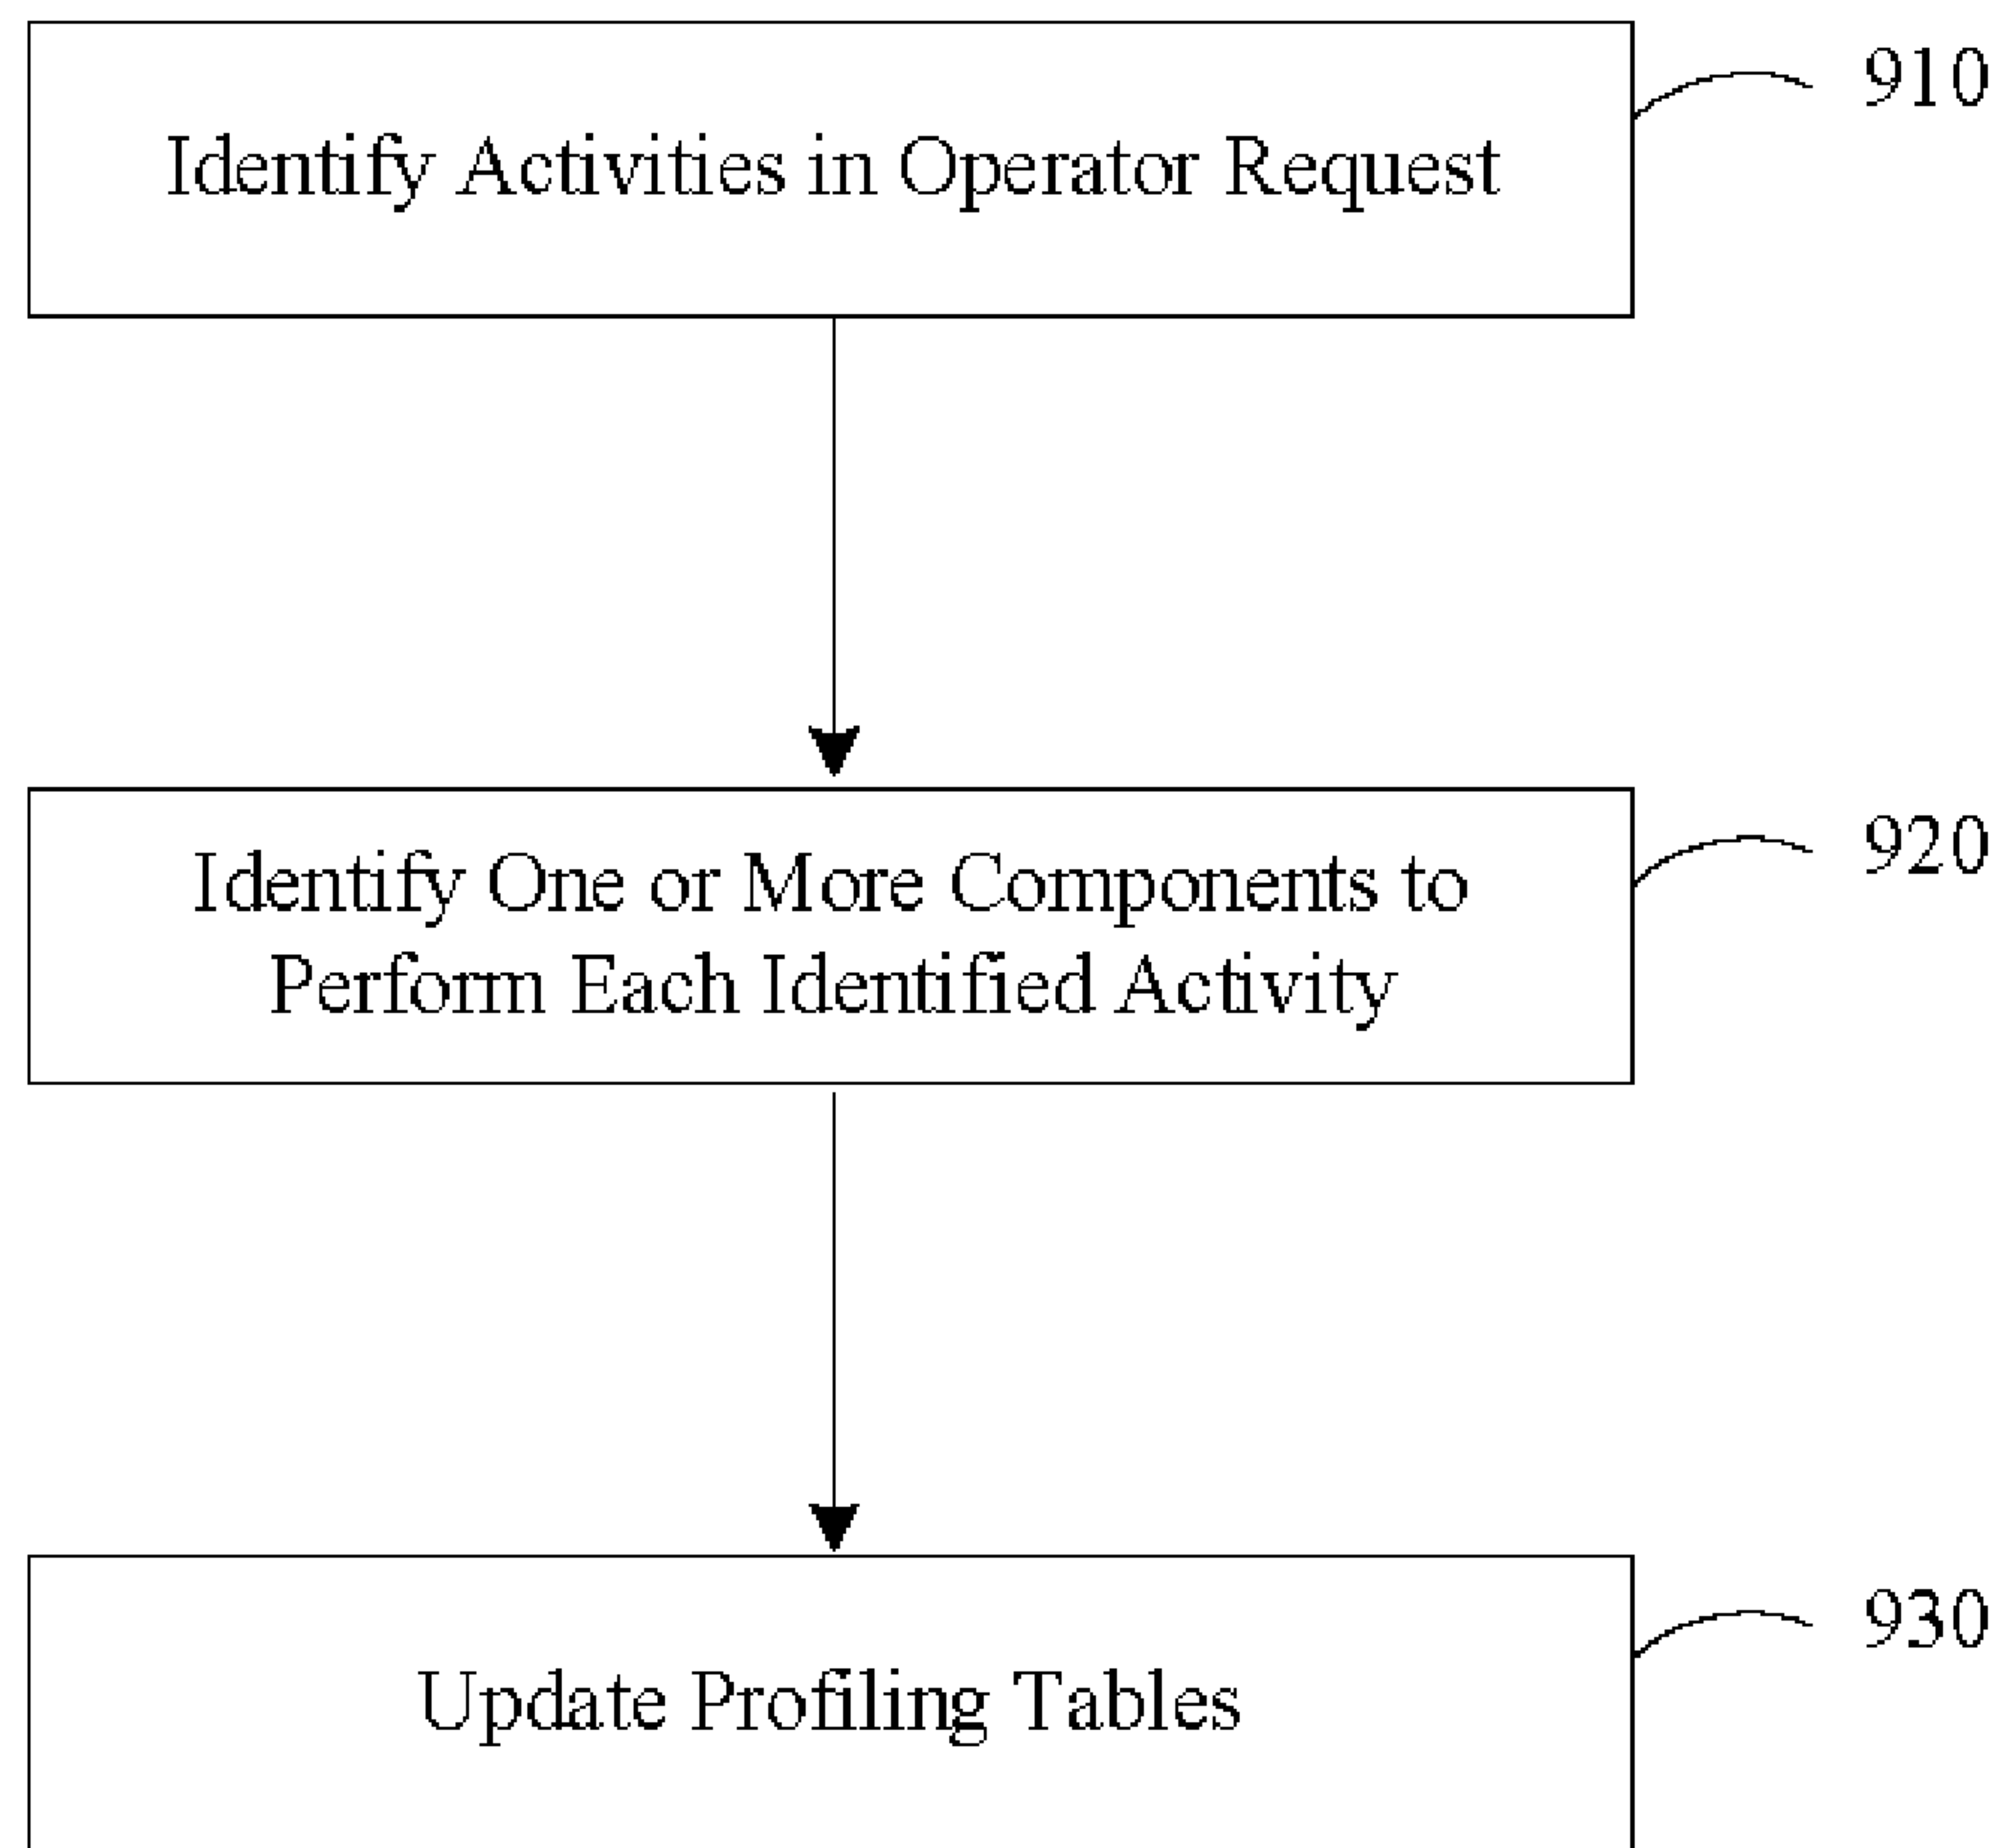 910
Identify Activities in Operator Request
920
Identify One or More Components to
Perform Each Identified Activity
930
Update Profiling Tables